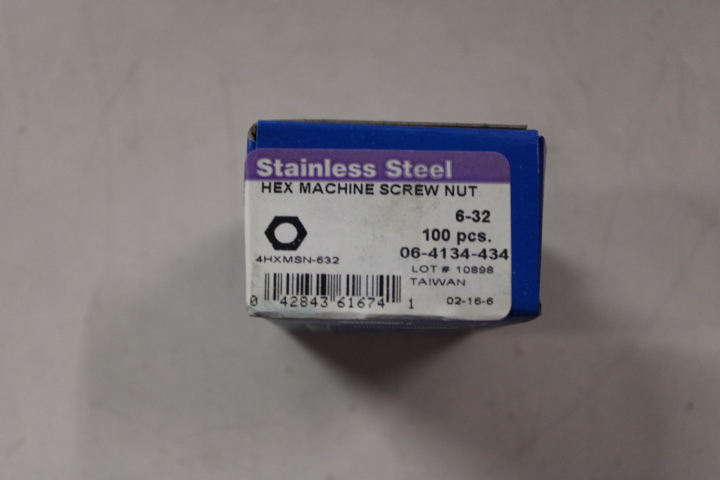 Stainless Steel
HEX MACHINE SCREW NUT
6-32
100 pcs.
06-4134-434
4HXMSN-632
LOT # 10898
TAIWAN
0 42843 61674 1
02-16-6